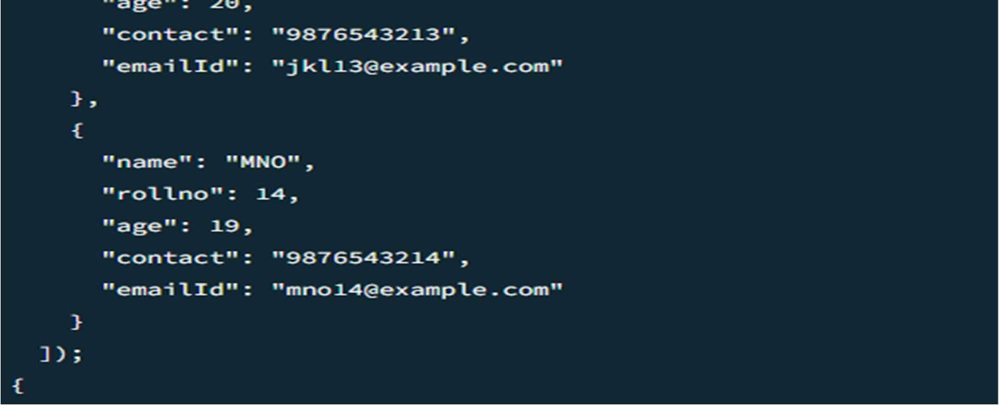 "age": 20,
"contact": "9876543213",
"emailId": "jkl13@example.com"
},
{
"name": "MNO",
"rollno": 14,
"age": 19,
"contact": "9876543214",
"emailId": "mno14@example.com"
}
]);
{